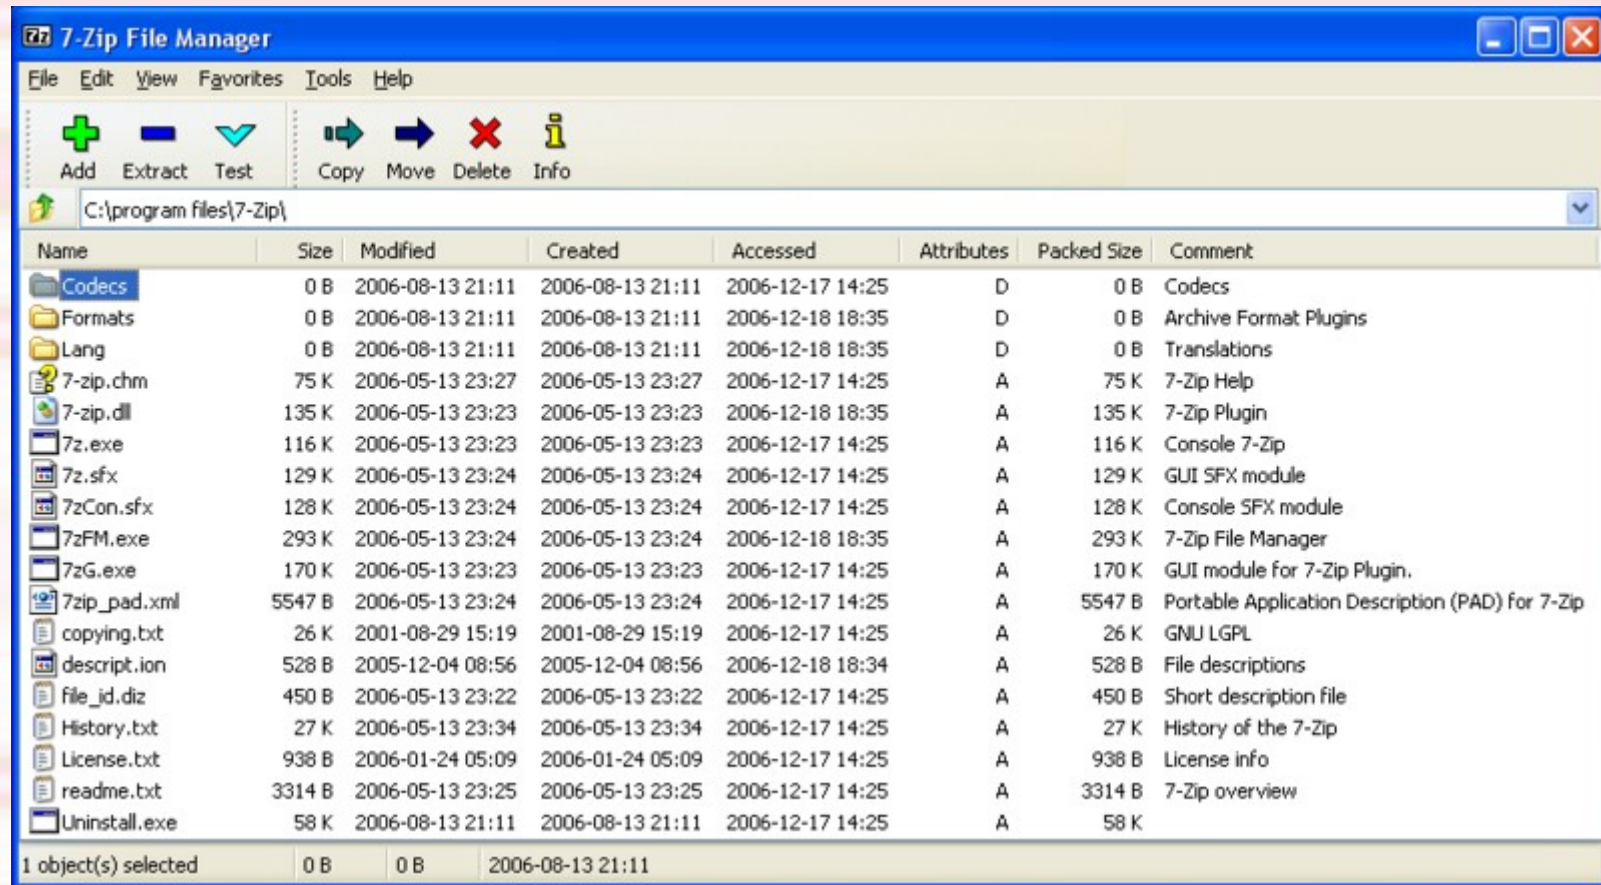 7z 7-Zip File Manager
File Edit View Favorites Tools Help
Add Extract Test Copy Move Delete Info
C:\program files\7-Zip\
Name Size Modified Created Accessed Attributes Packed Size Comment
Codecs 0 B 2006-08-13 21:11 2006-08-13 21:11 2006-12-17 14:25 D 0 B Codecs
Formats 0 B 2006-08-13 21:11 2006-08-13 21:11 2006-12-18 18:35 D 0 B Archive Format Plugins
Lang 0 B 2006-08-13 21:11 2006-08-13 21:11 2006-12-18 18:35 D 0 B Translations
7-zip.chm 75 K 2006-05-13 23:27 2006-05-13 23:27 2006-12-17 14:25 A 75 K 7-Zip Help
7-zip.dll 135 K 2006-05-13 23:23 2006-05-13 23:23 2006-12-18 18:35 A 135 K 7-Zip Plugin
7z.exe 116 K 2006-05-13 23:23 2006-05-13 23:23 2006-12-17 14:25 A 116 K Console 7-Zip
7z.sfx 129 K 2006-05-13 23:24 2006-05-13 23:24 2006-12-17 14:25 A 129 K GUI SFX module
7zCon.sfx 128 K 2006-05-13 23:24 2006-05-13 23:24 2006-12-17 14:25 A 128 K Console SFX module
7zFM.exe 293 K 2006-05-13 23:24 2006-05-13 23:24 2006-12-18 18:35 A 293 K 7-Zip File Manager
7zG.exe 170 K 2006-05-13 23:23 2006-05-13 23:23 2006-12-17 14:25 A 170 K GUI module for 7-Zip Plugin.
7zip_pad.xml 5547 B 2006-05-13 23:24 2006-05-13 23:24 2006-12-17 14:25 A 5547 B Portable Application Description (PAD) for 7-Zip
copying.txt 26 K 2001-08-29 15:19 2001-08-29 15:19 2006-12-17 14:25 A 26 K GNU LGPL
descript.ion 528 B 2005-12-04 08:56 2005-12-04 08:56 2006-12-18 18:34 A 528 B File descriptions
file_id.diz 450 B 2006-05-13 23:22 2006-05-13 23:22 2006-12-17 14:25 A 450 B Short description file
History.txt 27 K 2006-05-13 23:34 2006-05-13 23:34 2006-12-17 14:25 A 27 K History of the 7-Zip
License.txt 938 B 2006-01-24 05:09 2006-01-24 05:09 2006-12-17 14:25 A 938 B License info
readme.txt 3314 B 2006-05-13 23:25 2006-05-13 23:25 2006-12-17 14:25 A 3314 B 7-Zip overview
Uninstall.exe 58 K 2006-08-13 21:11 2006-08-13 21:11 2006-12-17 14:25 A 58 K
1 object(s) selected 0 B 0 B 2006-08-13 21:11